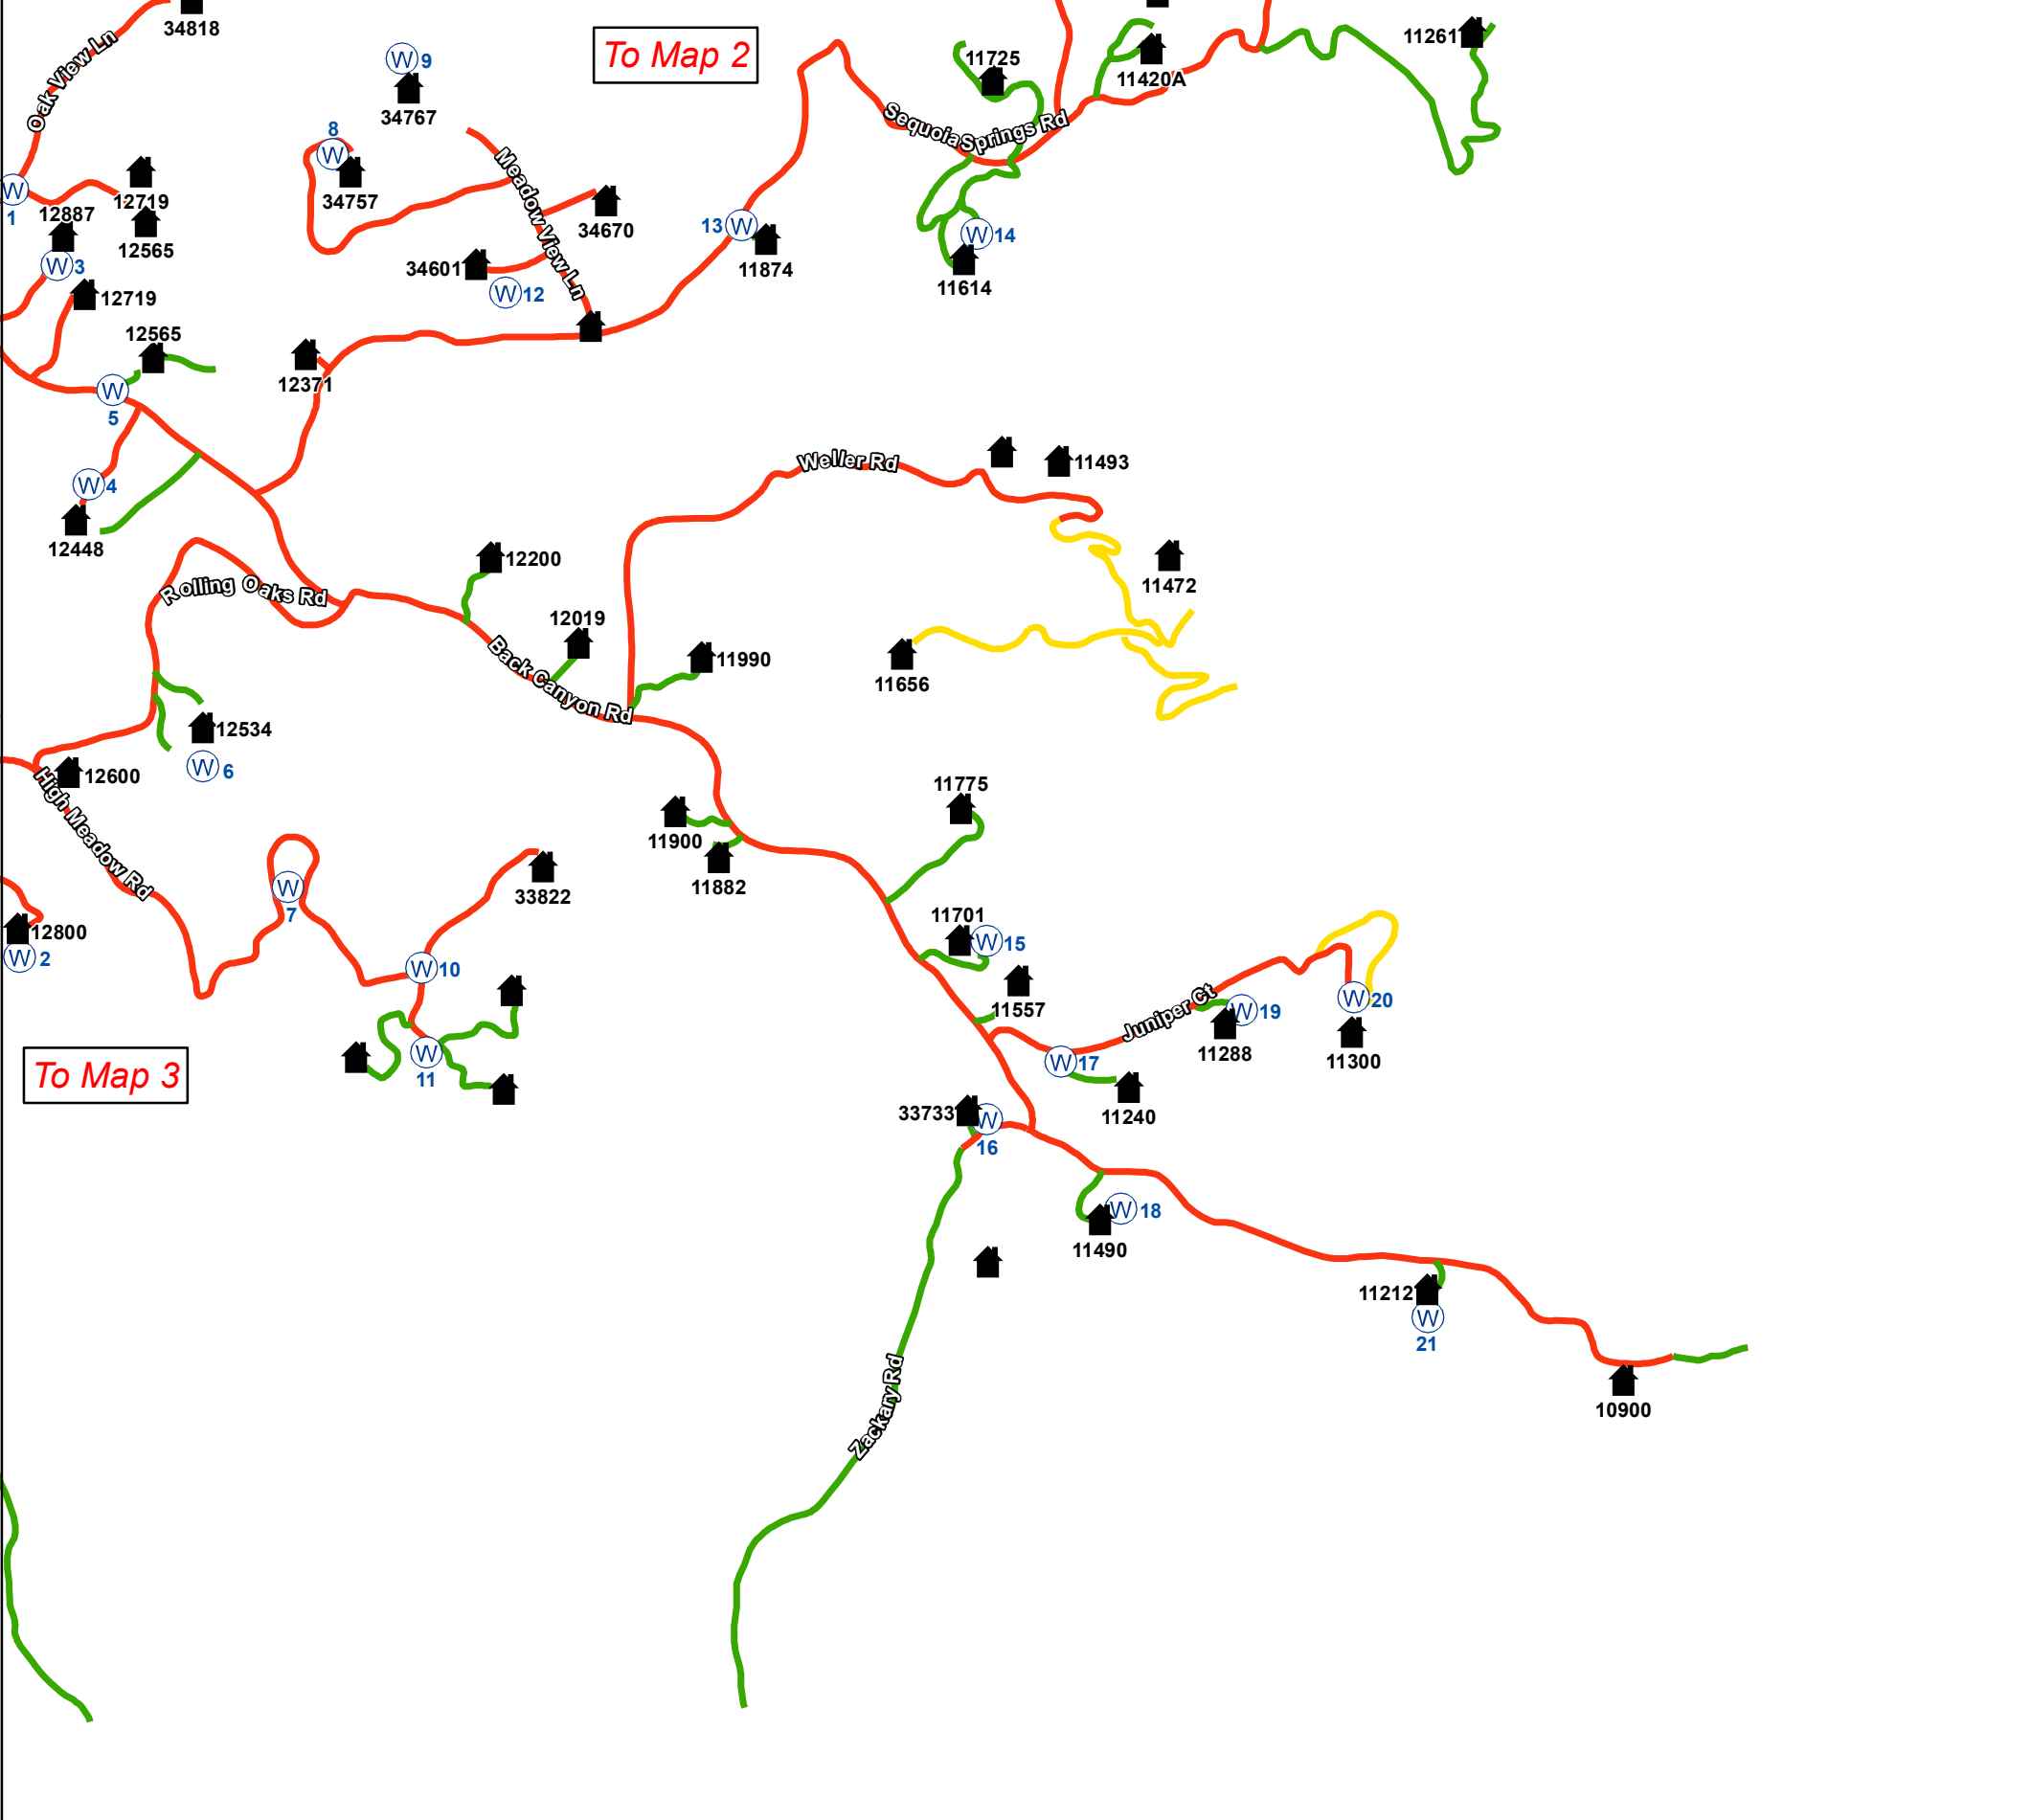 34818
Oak View Ln
W 9
34767
To Map 2
11725
11420A
11261
Sequoia Springs Rd
8
W
34757
Meadow View Ln
34670
W
1
12719
12887
12565
W 3
12719
34601
W 12
13 W
11874
W 14
11614
12565
12371
W
5
W 4
12448
Weller Rd
11493
11472
Rolling Oaks Rd
12200
12019
Back Canyon Rd
11990
11656
12534
W 6
12600
High Meadow Rd
11775
11900
11882
W
7
33822
12800
W 2
W 10
11701
W 15
11557
Juniper Ct
W 19
11288
W 20
11300
To Map 3
W
11
W 17
11240
33733
W
16
W 18
11490
11212
W
21
10900
Zackary Rd